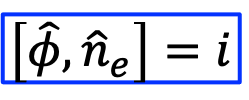 [ϕ̂, n̂ₑ] = i